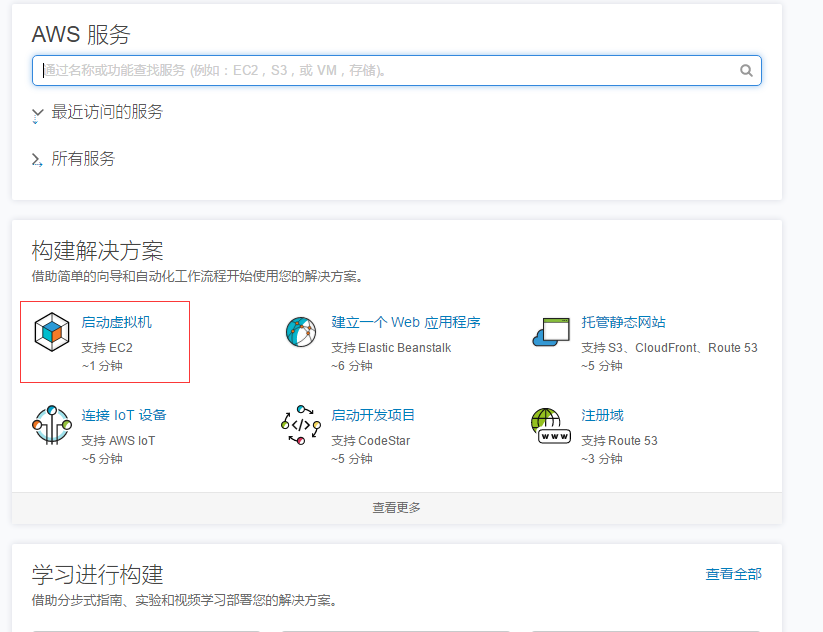 AWS 服务
通过名称或功能查找服务 (例如：EC2，S3，或 VM，存储)。
最近访问的服务
所有服务
构建解决方案
借助简单的向导和自动化工作流程开始使用您的解决方案。
启动虚拟机
支持 EC2
~1 分钟
建立一个 Web 应用程序
支持 Elastic Beanstalk
~6 分钟
托管静态网站
支持 S3、CloudFront、Route 53
~5 分钟
连接 IoT 设备
支持 AWS IoT
~5 分钟
启动开发项目
支持 CodeStar
~5 分钟
WWW
注册域
支持 Route 53
~3 分钟
查看更多
学习进行构建
查看全部
借助分步式指南、实验和视频学习部署您的解决方案。